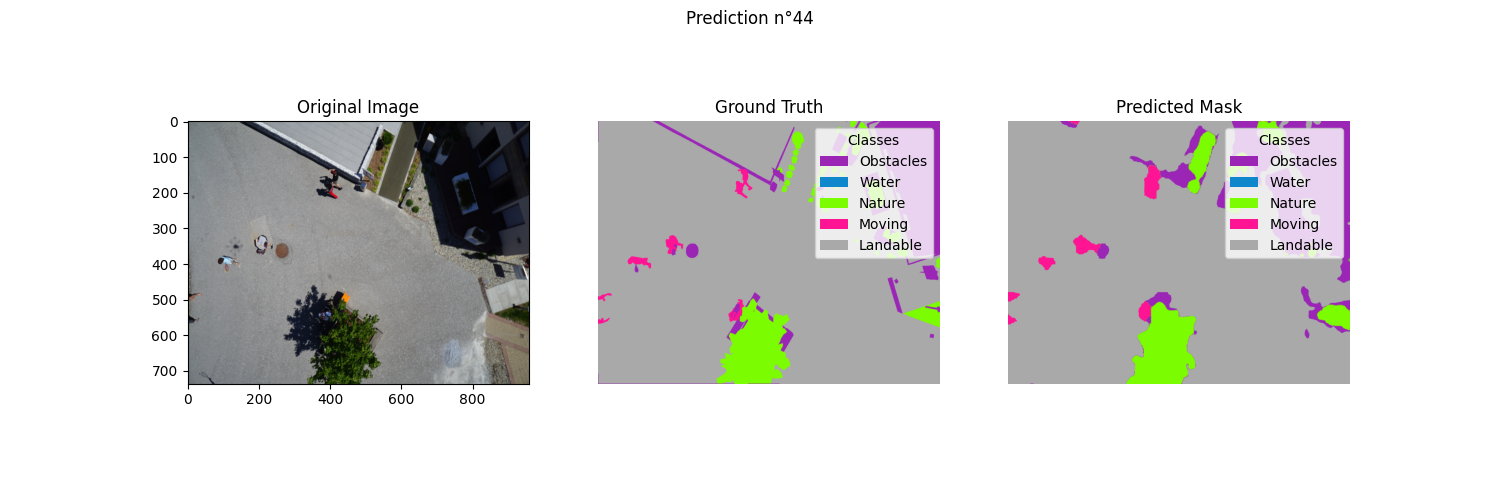 Prediction n°44
Original Image
Ground Truth
Predicted Mask
0
100
200
300
400
500
600
700
0
200
400
600
800
Classes
Obstacles
Water
Nature
Moving
Landable
Classes
Obstacles
Water
Nature
Moving
Landable